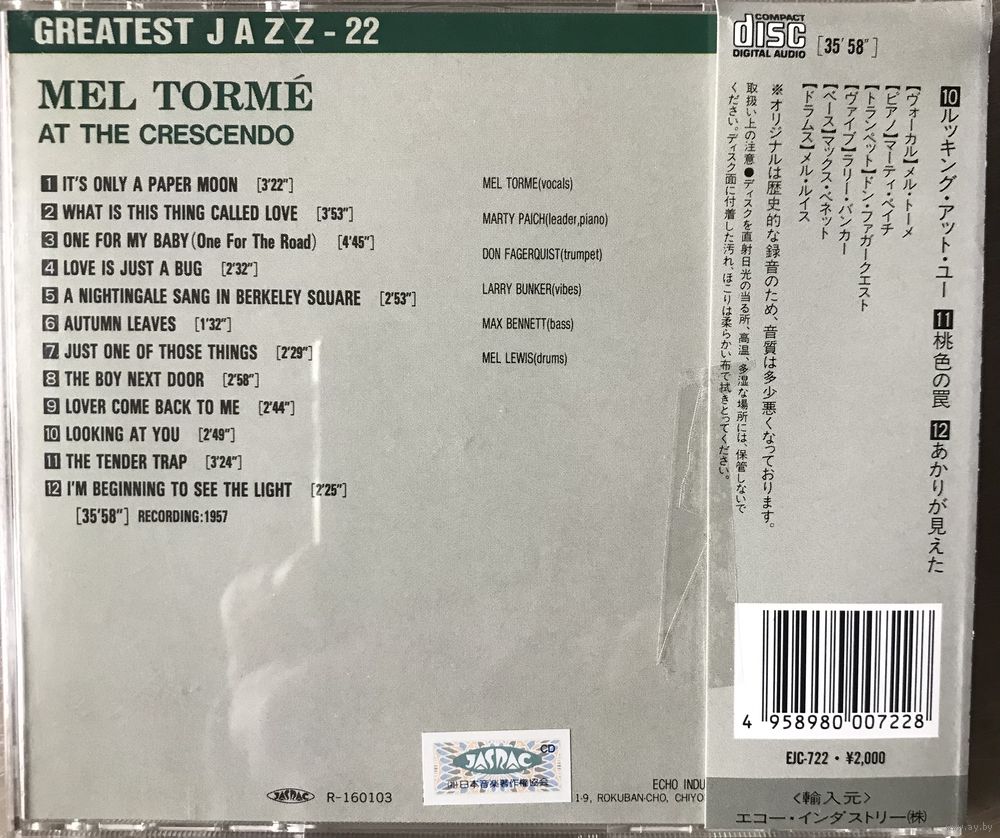 GREATEST JAZZ - 22
MEL TORMÉ
AT THE CRESCENDO
1 IT'S ONLY A PAPER MOON [3'22"]
2 WHAT IS THIS THING CALLED LOVE [3'53"]
3 ONE FOR MY BABY (One For The Road) [4'45"]
4 LOVE IS JUST A BUG [2'32"]
5 A NIGHTINGALE SANG IN BERKELEY SQUARE [2'53"]
6 AUTUMN LEAVES [1'32"]
7 JUST ONE OF THOSE THINGS [2'29"]
8 THE BOY NEXT DOOR [2'58"]
9 LOVER COME BACK TO ME [2'44"]
10 LOOKING AT YOU [2'49"]
11 THE TENDER TRAP [3'24"]
12 I'M BEGINNING TO SEE THE LIGHT [2'25"]
[35'58"] RECORDING:1957
MEL TORME(vocals)
MARTY PAICH(leader,piano)
DON FAGERQUIST(trumpet)
LARRY BUNKER(vibes)
MAX BENNETT(bass)
MEL LEWIS(drums)
JASRAC R-160103
CD
JASRAC
日本音楽著作権協会
ECHO INDU
1-9, ROKUBAN-CHO, CHIYO
COMPACT
disc
DIGITAL AUDIO
[35'58"]
10 ルッキング・アット・ユー 11 桃色の罠 12 あかりが見えた
【ヴォーカル】メル・トーメ
【ピアノ】マーティ・ペイチ
【トランペット】ドン・ファガークエスト
【ヴァイブ】ラリー・バンカー
【ベース】マックス・ベネット
【ドラムス】メル・ルイス
※オリジナルは歴史的な録音のため、音質は多少悪くなっております。
取扱い上の注意●ディスクを直射日光の当る所、高温、多湿な場所には、保管しないで
ください。ディスク面に付着した汚れ、ほこりは柔らかい布で拭きとってください。
4 958980 007228
EJC-722・¥2,000
〈輸入元〉
エコー・インダストリー(株)